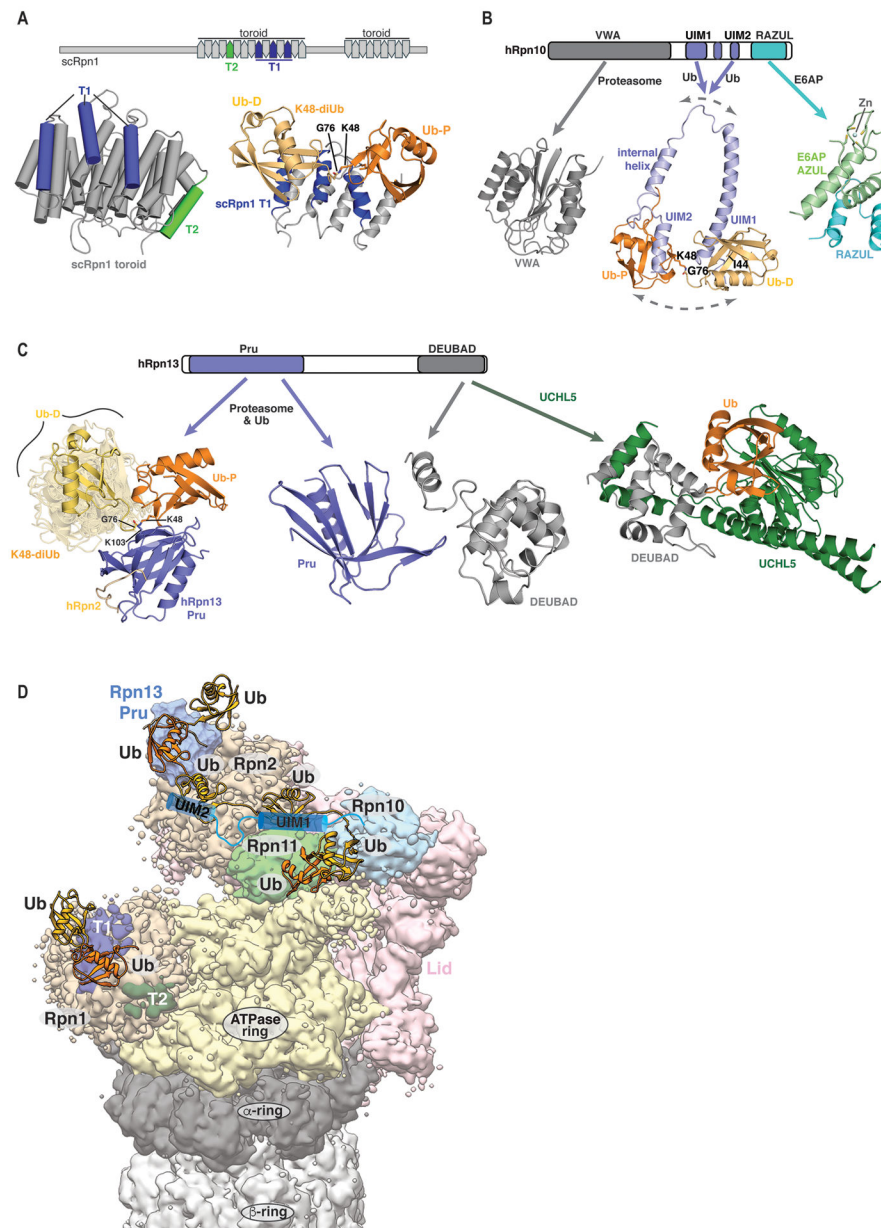 A
toroid
toroid
scRpn1
T2
T1
T1
T2
scRpn1 toroid
Ub-D
K48-diUb
G76
K48
Ub-P
scRpn1 T1
B
VWA
UIM1
UIM2
RAZUL
hRpn10
Proteasome
Ub
Ub
E6AP
VWA
internal
helix
UIM2
UIM1
Ub-P
K48
G76
I44
Ub-D
Zn
E6AP
AZUL
RAZUL
C
Pru
DEUBAD
hRpn13
Proteasome
& Ub
UCHL5
Ub-D
Ub-P
G76
K48
K103
K48-diUb
hRpn2
hRpn13
Pru
Pru
DEUBAD
Ub
DEUBAD
UCHL5
D
Rpn13
Pru
Ub
Ub
Ub
Rpn2
Ub
UIM2
UIM1
Rpn10
Rpn11
Ub
Ub
Ub
T1
Ub
T2
Rpn1
Lid
ATPase
ring
α-ring
β-ring